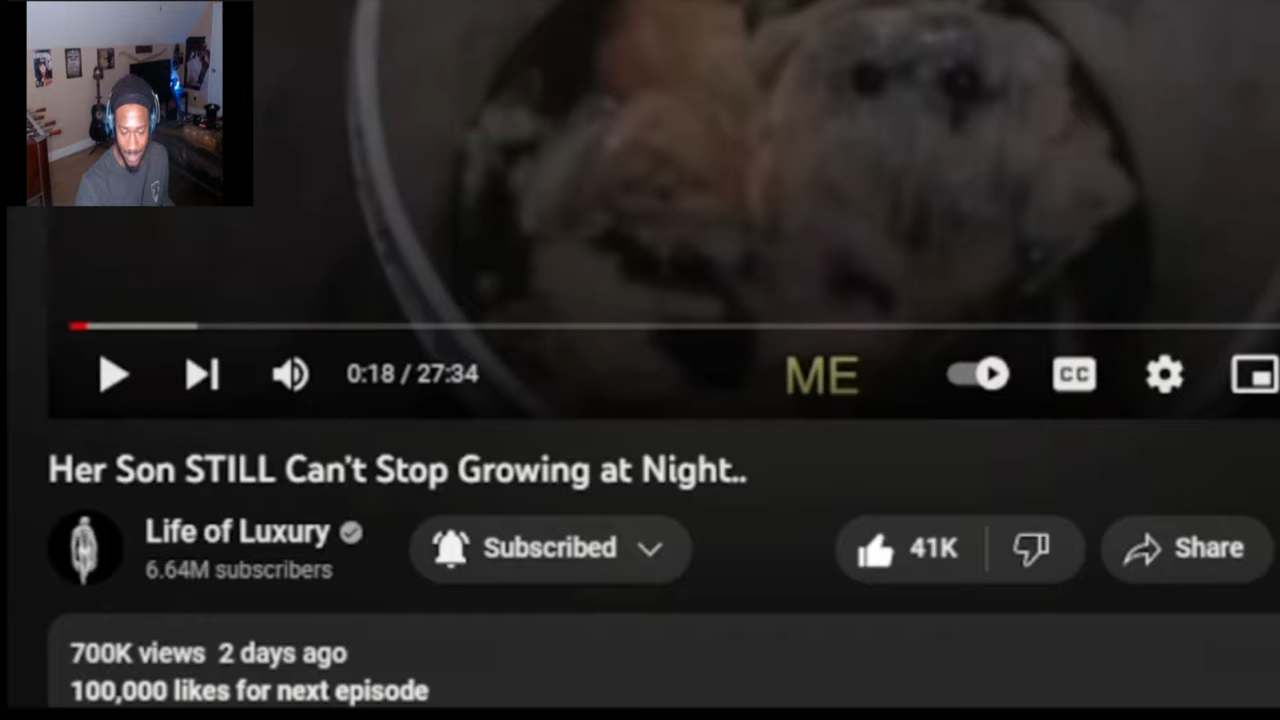 0:18 / 27:34
ME
CC
Her Son STILL Can't Stop Growing at Night..
Life of Luxury
6.64M subscribers
Subscribed
41K
Share
700K views 2 days ago
100,000 likes for next episode